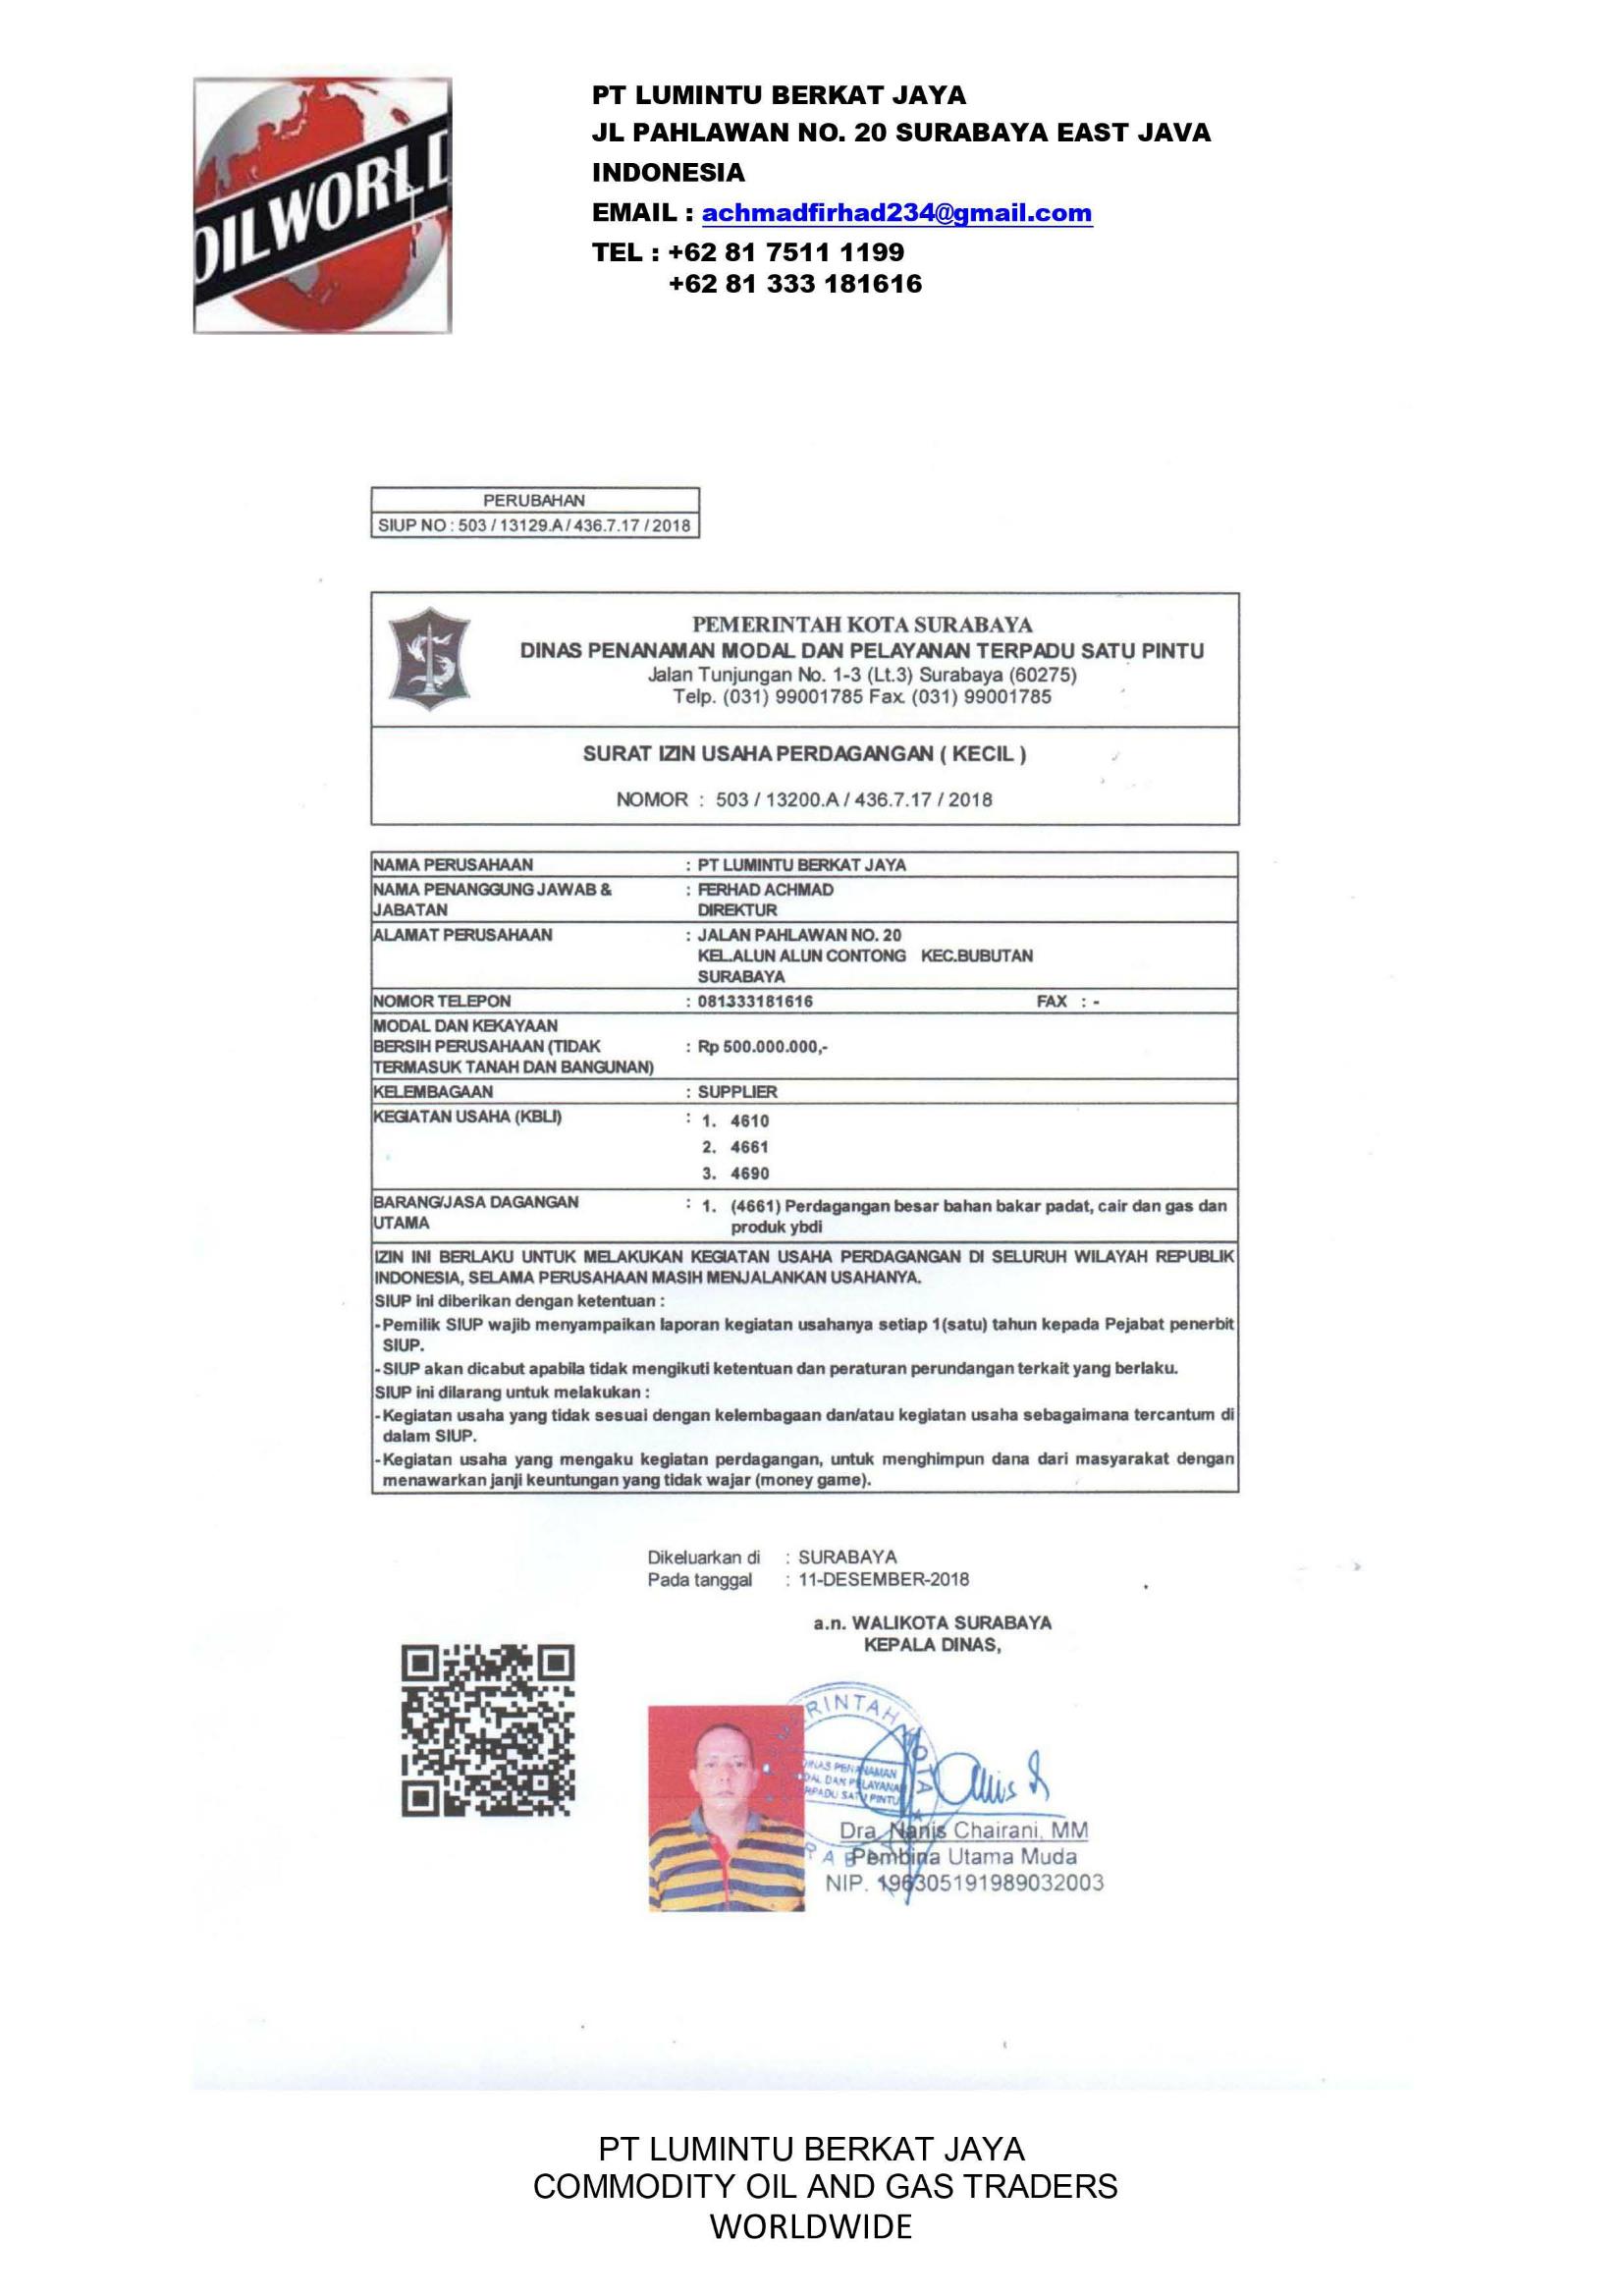 OILWORLD
PT LUMINTU BERKAT JAYA
JL PAHLAWAN NO. 20 SURABAYA EAST JAVA
INDONESIA
EMAIL : achmadfirhad234@gmail.com
TEL : +62 81 7511 1199
+62 81 333 181616
PERUBAHAN
SIUP NO : 503 / 13129.A / 436.7.17 / 2018
PEMERINTAH KOTA SURABAYA
DINAS PENANAMAN MODAL DAN PELAYANAN TERPADU SATU PINTU
Jalan Tunjungan No. 1-3 (Lt.3) Surabaya (60275)
Telp. (031) 99001785 Fax. (031) 99001785
SURAT IZIN USAHA PERDAGANGAN ( KECIL )
NOMOR : 503 / 13200.A / 436.7.17 / 2018
NAMA PERUSAHAAN : PT LUMINTU BERKAT JAYA
NAMA PENANGGUNG JAWAB & : FERHAD ACHMAD
JABATAN DIREKTUR
ALAMAT PERUSAHAAN : JALAN PAHLAWAN NO. 20
KEL.ALUN ALUN CONTONG KEC.BUBUTAN
SURABAYA
NOMOR TELEPON : 081333181616 FAX : -
MODAL DAN KEKAYAAN
BERSIH PERUSAHAAN (TIDAK : Rp 500.000.000,-
TERMASUK TANAH DAN BANGUNAN)
KELEMBAGAAN : SUPPLIER
KEGIATAN USAHA (KBLI) : 1. 4610
2. 4661
3. 4690
BARANG/JASA DAGANGAN : 1. (4661) Perdagangan besar bahan bakar padat, cair dan gas dan
UTAMA produk ybdi
IZIN INI BERLAKU UNTUK MELAKUKAN KEGIATAN USAHA PERDAGANGAN DI SELURUH WILAYAH REPUBLIK
INDONESIA, SELAMA PERUSAHAAN MASIH MENJALANKAN USAHANYA.
SIUP ini diberikan dengan ketentuan :
- Pemilik SIUP wajib menyampaikan laporan kegiatan usahanya setiap 1(satu) tahun kepada Pejabat penerbit
SIUP.
- SIUP akan dicabut apabila tidak mengikuti ketentuan dan peraturan perundangan terkait yang berlaku.
SIUP ini dilarang untuk melakukan :
- Kegiatan usaha yang tidak sesuai dengan kelembagaan dan/atau kegiatan usaha sebagaimana tercantum di
dalam SIUP.
- Kegiatan usaha yang mengaku kegiatan perdagangan, untuk menghimpun dana dari masyarakat dengan
menawarkan janji keuntungan yang tidak wajar (money game).
Dikeluarkan di : SURABAYA
Pada tanggal : 11-DESEMBER-2018
a.n. WALIKOTA SURABAYA
KEPALA DINAS,
RINTAH KOTA
DINAS PENANAMAN
DAL DAN PELAYANA
RPADU SATU PINTU
Dra. Nanis Chairani, MM
Pembina Utama Muda
NIP. 196305191989032003
PT LUMINTU BERKAT JAYA
COMMODITY OIL AND GAS TRADERS
WORLDWIDE